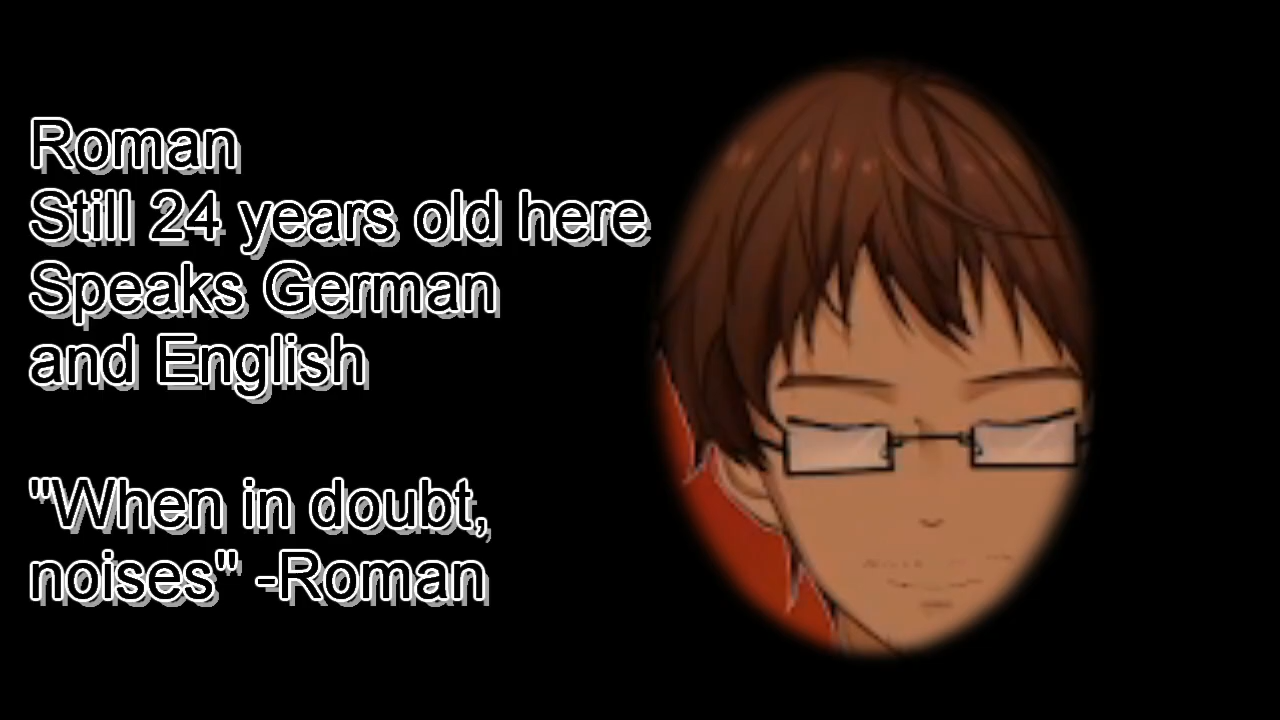 Roman
Still 24 years old here
Speaks German
and English
"When in doubt,
noises" -Roman